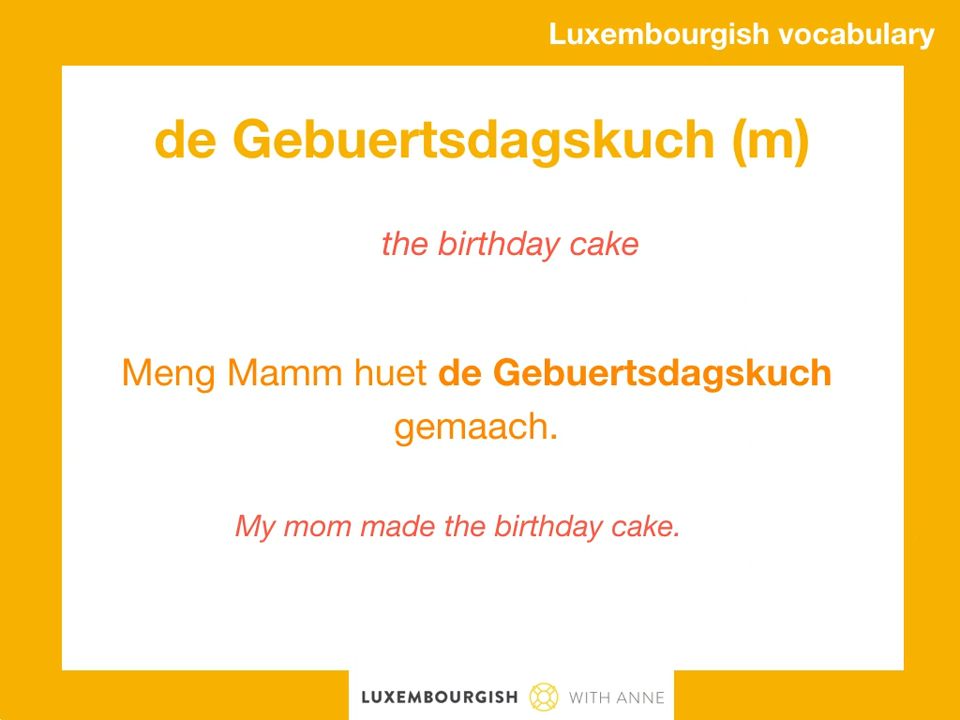 Luxembourgish vocabulary
de Gebuertsdagskuch (m)
the birthday cake
Meng Mamm huet de Gebuertsdagskuch
gemaach.
My mom made the birthday cake.
LUXEMBOURGISH WITH ANNE